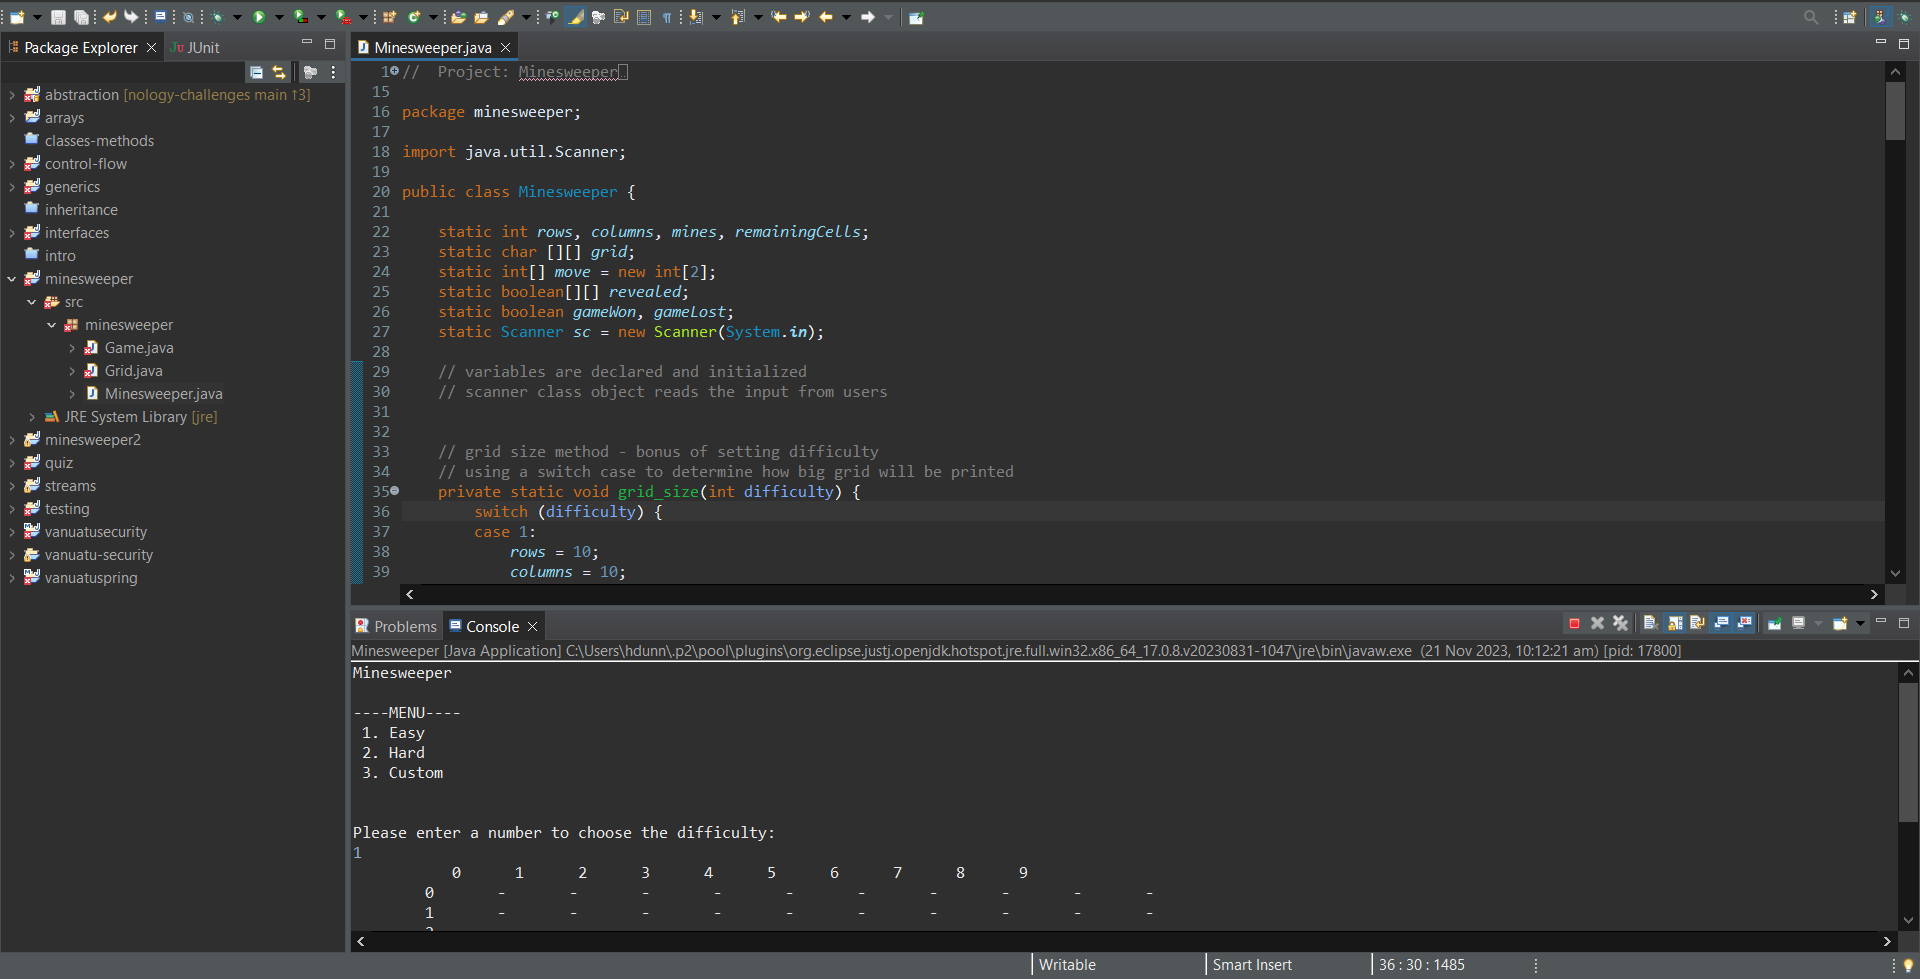 Package Explorer
JUnit
abstraction [nology-challenges main ↑3]
arrays
classes-methods
control-flow
generics
inheritance
interfaces
intro
minesweeper
src
minesweeper
Game.java
Grid.java
Minesweeper.java
JRE System Library [jre]
minesweeper2
quiz
streams
testing
vanuatusecurity
vanuatu-security
vanuatuspring
Minesweeper.java
1 //  Project: Minesweeper
15
16 package minesweeper;
17
18 import java.util.Scanner;
19
20 public class Minesweeper {
21
22     static int rows, columns, mines, remainingCells;
23     static char [][] grid;
24     static int[] move = new int[2];
25     static boolean[][] revealed;
26     static boolean gameWon, gameLost;
27     static Scanner sc = new Scanner(System.in);
28
29     // variables are declared and initialized
30     // scanner class object reads the input from users
31
32
33     // grid size method - bonus of setting difficulty
34     // using a switch case to determine how big grid will be printed
35     private static void grid_size(int difficulty) {
36         switch (difficulty) {
37         case 1:
38             rows = 10;
39             columns = 10;
Problems
Console
Minesweeper [Java Application] C:\Users\hdunn\.p2\pool\plugins\org.eclipse.justj.openjdk.hotspot.jre.full.win32.x86_64_17.0.8.v20230831-1047\jre\bin\javaw.exe  (21 Nov 2023, 10:12:21 am) [pid: 17800]
Minesweeper
----MENU----
1. Easy
2. Hard
3. Custom
Please enter a number to choose the difficulty:
1
0 1 2 3 4 5 6 7 8 9
0 - - - - - - - - - -
1 - - - - - - - - - -
Writable
Smart Insert
36 : 30 : 1485